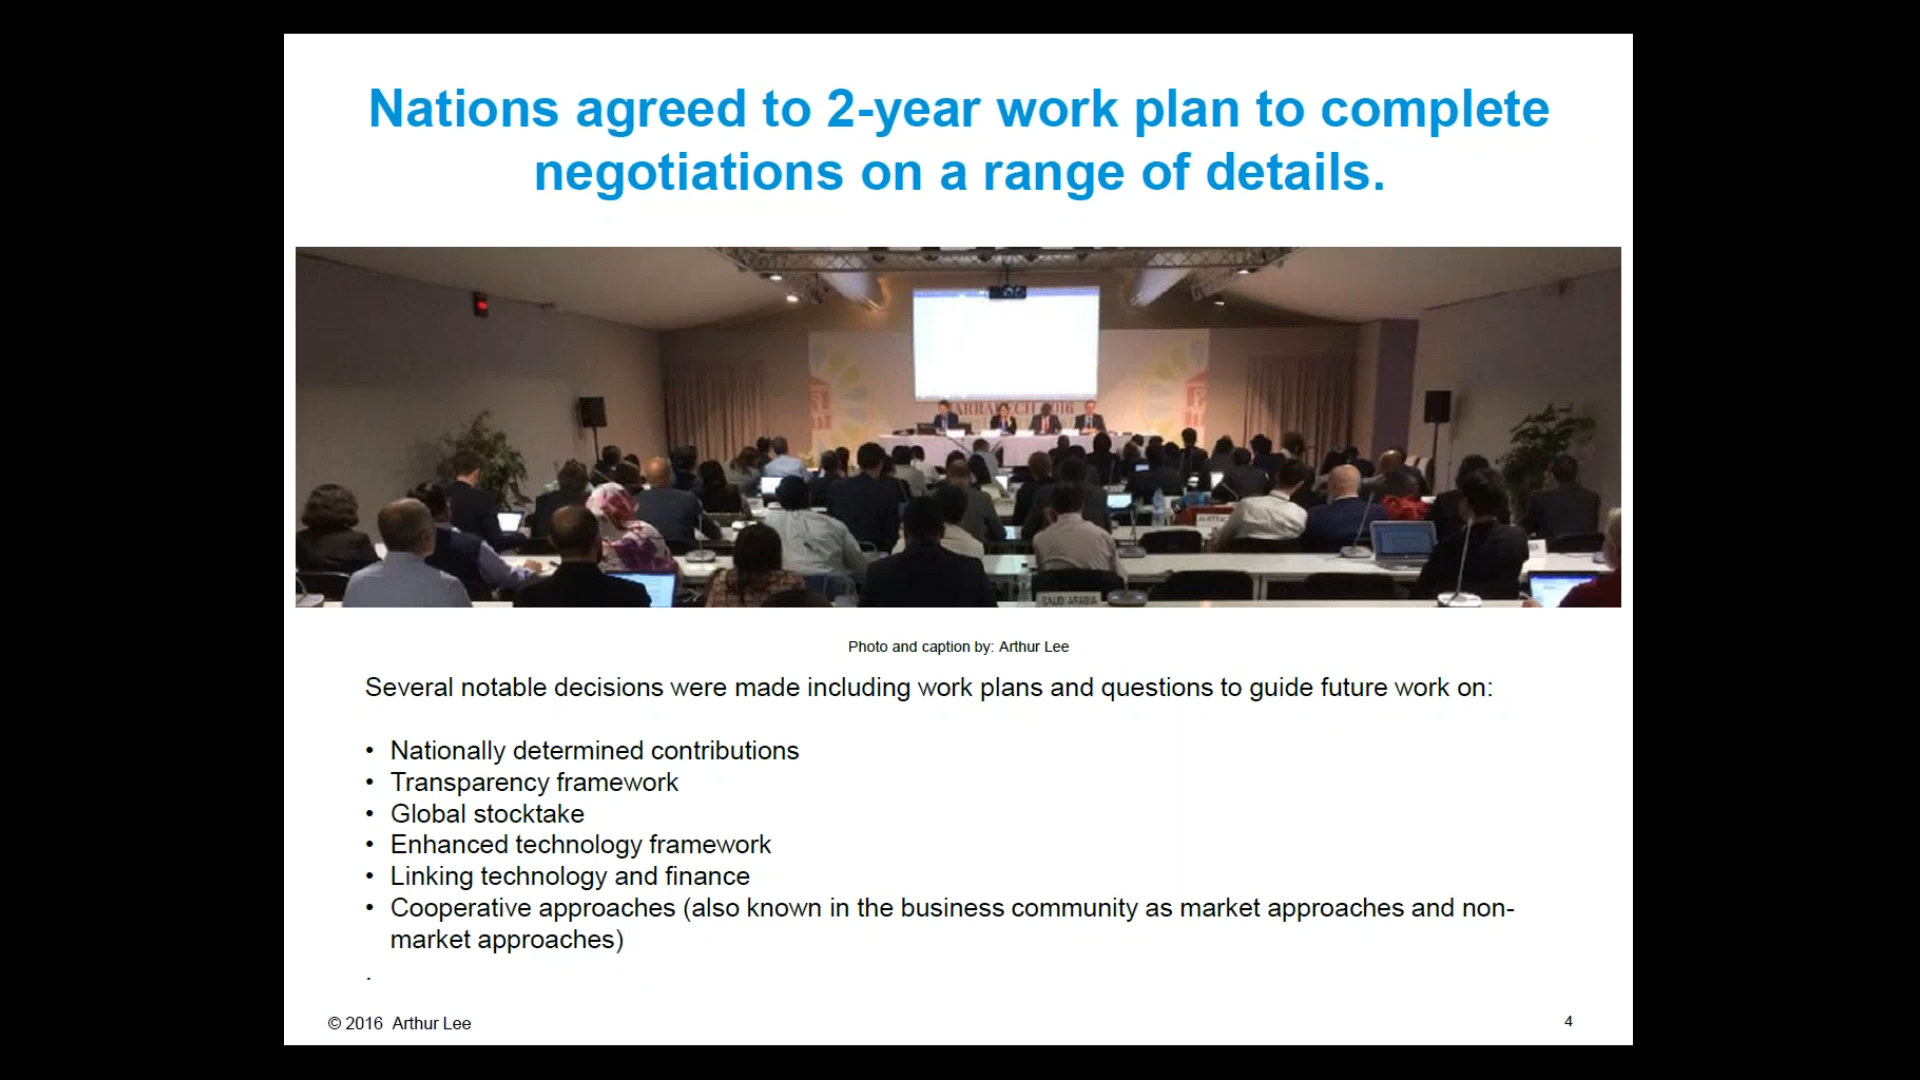 Nations agreed to 2-year work plan to complete
negotiations on a range of details.
SAUDI ARABIA
Photo and caption by: Arthur Lee
Several notable decisions were made including work plans and questions to guide future work on:
• Nationally determined contributions
• Transparency framework
• Global stocktake
• Enhanced technology framework
• Linking technology and finance
• Cooperative approaches (also known in the business community as market approaches and non-
market approaches)
.
© 2016 Arthur Lee
4